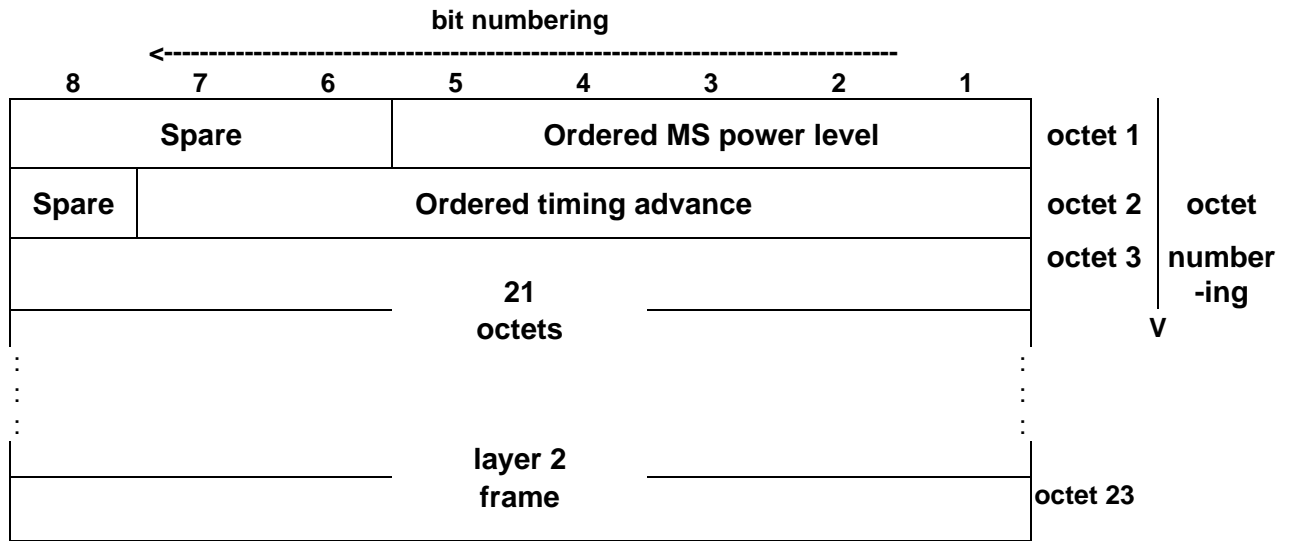 bit numbering
<---------------------------------------------------------------------------------
8 7 6 5 4 3 2 1
Spare Ordered MS power level octet 1
Spare Ordered timing advance octet 2 octet
octet 3 number
-ing
21
octets
V
: :
: :
: :
layer 2
frame octet 23